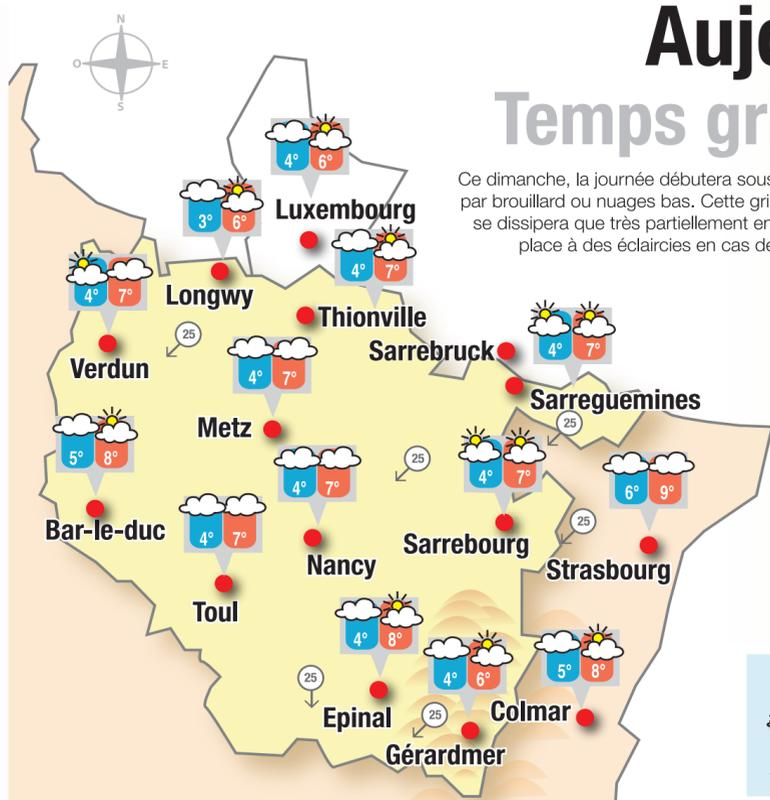 N
O E
S
Aujo
Temps gr
Ce dimanche, la journée débutera sous
par brouillard ou nuages bas. Cette gri
se dissipera que très partiellement en
place à des éclaircies en cas de
4° 6°
Luxembourg
3° 6°
Longwy
4° 7°
Thionville
4° 7°
Verdun
25
Sarrebruck
4° 7°
Sarreguemines
25
4° 7°
Metz
5° 8°
Bar-le-duc
4° 7°
Nancy
25
4° 7°
Sarrebourg
6° 9°
Strasbourg
25
4° 7°
Toul
4° 8°
Epinal
25
4° 6°
Gérardmer
25
5° 8°
Colmar